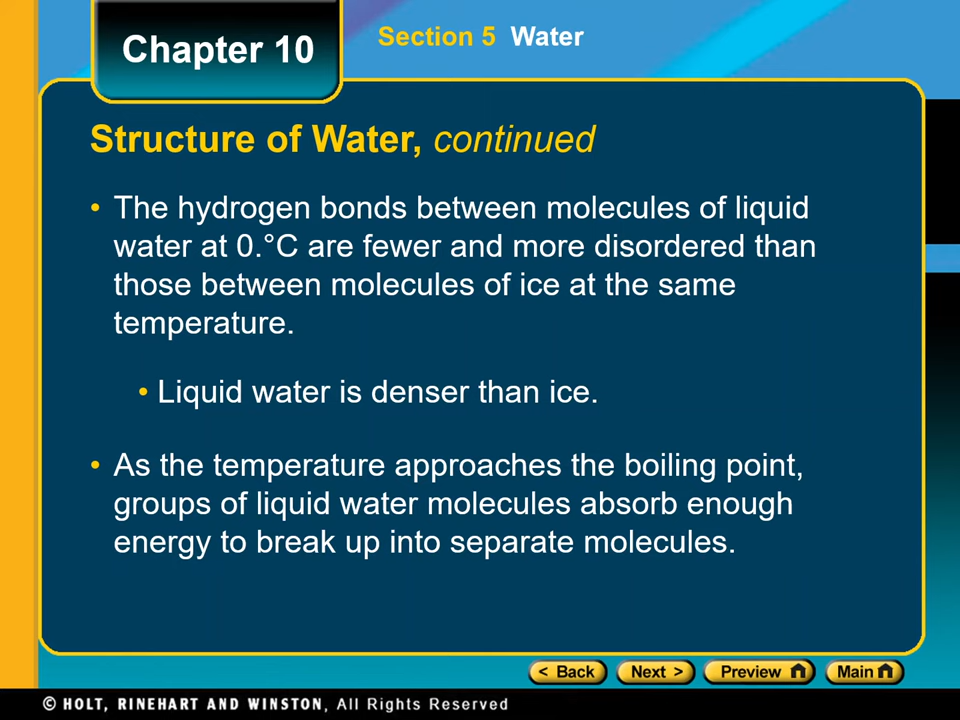 Chapter 10
Section 5 Water
Structure of Water, continued
• The hydrogen bonds between molecules of liquid
water at 0.°C are fewer and more disordered than
those between molecules of ice at the same
temperature.
• Liquid water is denser than ice.
• As the temperature approaches the boiling point,
groups of liquid water molecules absorb enough
energy to break up into separate molecules.
< Back Next > Preview Main
© HOLT, RINEHART AND WINSTON, All Rights Reserved